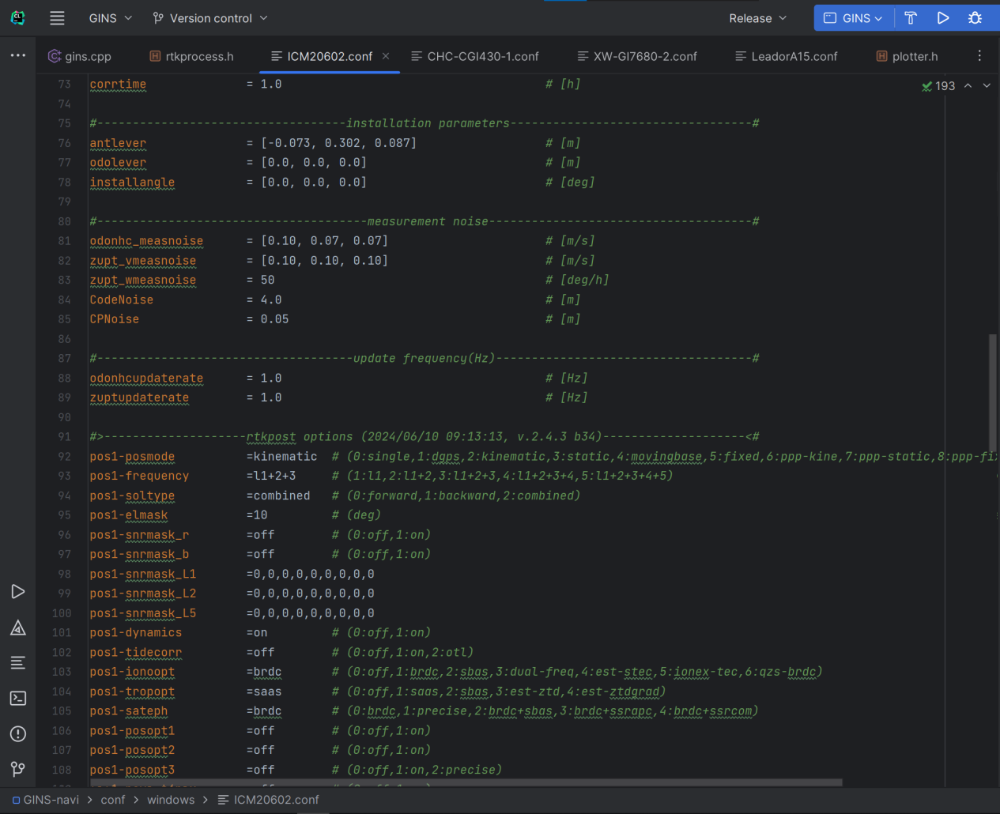 CL
GINS
Version control
Release
GINS
gins.cpp
rtkprocess.h
ICM20602.conf
CHC-CGI430-1.conf
XW-GI7680-2.conf
LeadorA15.conf
plotter.h
193
73 corrtime = 1.0 # [h]
74
75 #-----------------------------------installation parameters----------------------------------#
76 antlever = [-0.073, 0.302, 0.087] # [m]
77 odolever = [0.0, 0.0, 0.0] # [m]
78 installangle = [0.0, 0.0, 0.0] # [deg]
79
80 #--------------------------------------measurement noise-------------------------------------#
81 odonhc_measnoise = [0.10, 0.07, 0.07] # [m/s]
82 zupt_vmeasnoise = [0.10, 0.10, 0.10] # [m/s]
83 zupt_wmeasnoise = 50 # [deg/h]
84 CodeNoise = 4.0 # [m]
85 CPNoise = 0.05 # [m]
86
87 #------------------------------------update frequency(Hz)------------------------------------#
88 odonhcupdaterate = 1.0 # [Hz]
89 zuptupdaterate = 1.0 # [Hz]
90
91 #>--------------------rtkpost options (2024/06/10 09:13:13, v.2.4.3 b34)--------------------<#
92 pos1-posmode =kinematic # (0:single,1:dgps,2:kinematic,3:static,4:movingbase,5:fixed,6:ppp-kine,7:ppp-static,8:ppp-fix
93 pos1-frequency =l1+2+3 # (1:l1,2:l1+2,3:l1+2+3,4:l1+2+3+4,5:l1+2+3+4+5)
94 pos1-soltype =combined # (0:forward,1:backward,2:combined)
95 pos1-elmask =10 # (deg)
96 pos1-snrmask_r =off # (0:off,1:on)
97 pos1-snrmask_b =off # (0:off,1:on)
98 pos1-snrmask_L1 =0,0,0,0,0,0,0,0,0
99 pos1-snrmask_L2 =0,0,0,0,0,0,0,0,0
100 pos1-snrmask_L5 =0,0,0,0,0,0,0,0,0
101 pos1-dynamics =on # (0:off,1:on)
102 pos1-tidecorr =off # (0:off,1:on,2:otl)
103 pos1-ionoopt =brdc # (0:off,1:brdc,2:sbas,3:dual-freq,4:est-stec,5:ionex-tec,6:qzs-brdc)
104 pos1-tropopt =saas # (0:off,1:saas,2:sbas,3:est-ztd,4:est-ztdgrad)
105 pos1-sateph =brdc # (0:brdc,1:precise,2:brdc+sbas,3:brdc+ssrapc,4:brdc+ssrcom)
106 pos1-posopt1 =off # (0:off,1:on)
107 pos1-posopt2 =off # (0:off,1:on)
108 pos1-posopt3 =off # (0:off,1:on,2:precise)
GINS-navi > conf > windows > ICM20602.conf